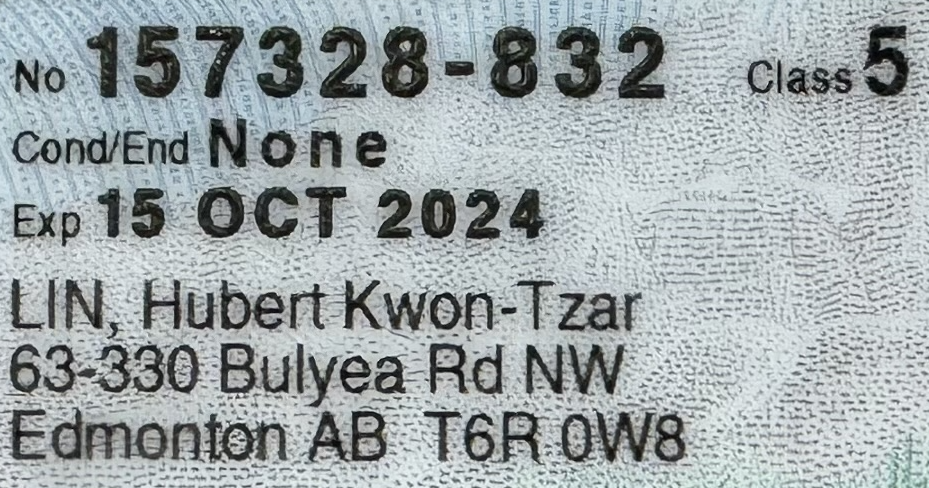 No 157328-832 Class 5
Cond/End None
Exp 15 OCT 2024
LIN, Hubert Kwon-Tzar
63-330 Bulyea Rd NW
Edmonton AB T6R 0W8